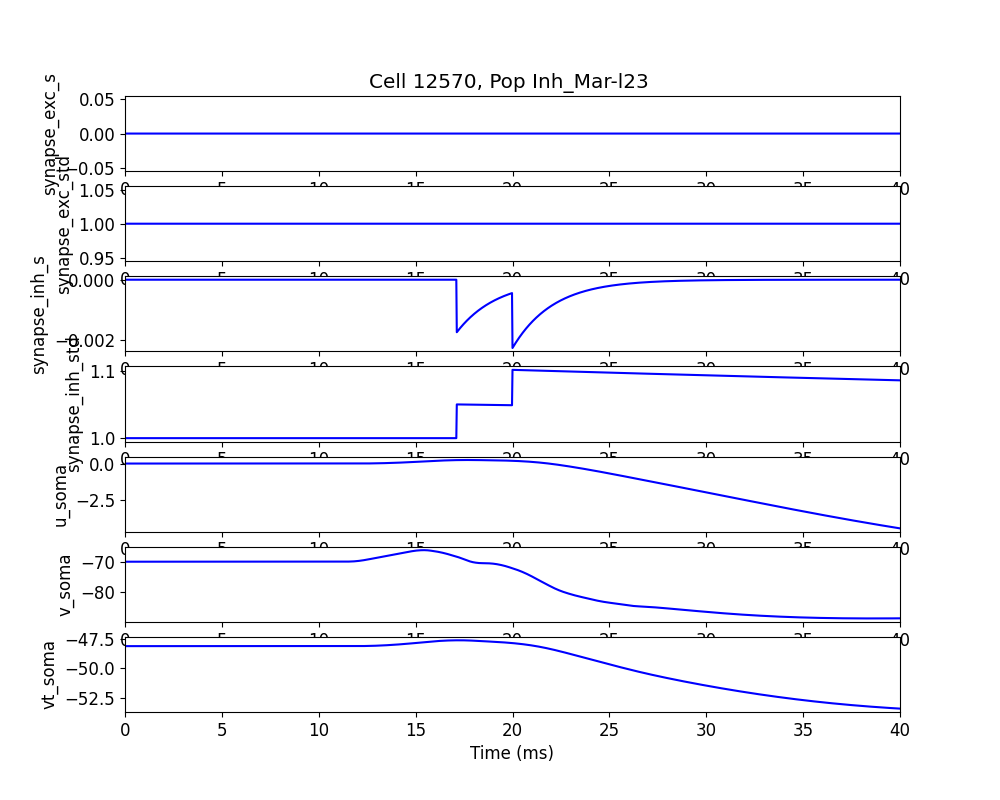 Cell 12570, Pop Inh_Mar-l23
synapse_exc_s
0.05
0.00
−0.05
0 5 10 15 20 25 30 35 40
synapse_exc_std
1.05
1.00
0.95
0 5 10 15 20 25 30 35 40
synapse_inh_s
0.000
−0.002
0 5 10 15 20 25 30 35 40
synapse_inh_std
1.1
1.0
0 5 10 15 20 25 30 35 40
u_soma
0.0
−2.5
0 5 10 15 20 25 30 35 40
v_soma
−70
−80
0 5 10 15 20 25 30 35 40
vt_soma
−47.5
−50.0
−52.5
0 5 10 15 20 25 30 35 40
Time (ms)